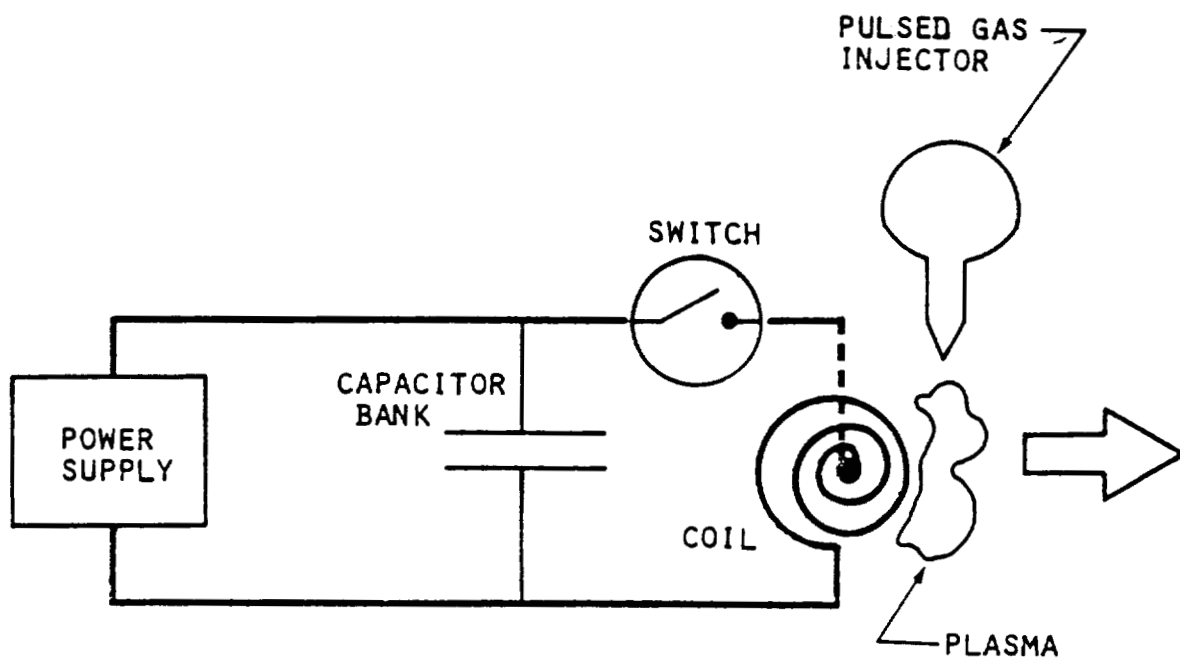 PULSED GAS
INJECTOR
SWITCH
CAPACITOR
BANK
POWER
SUPPLY
COIL
PLASMA